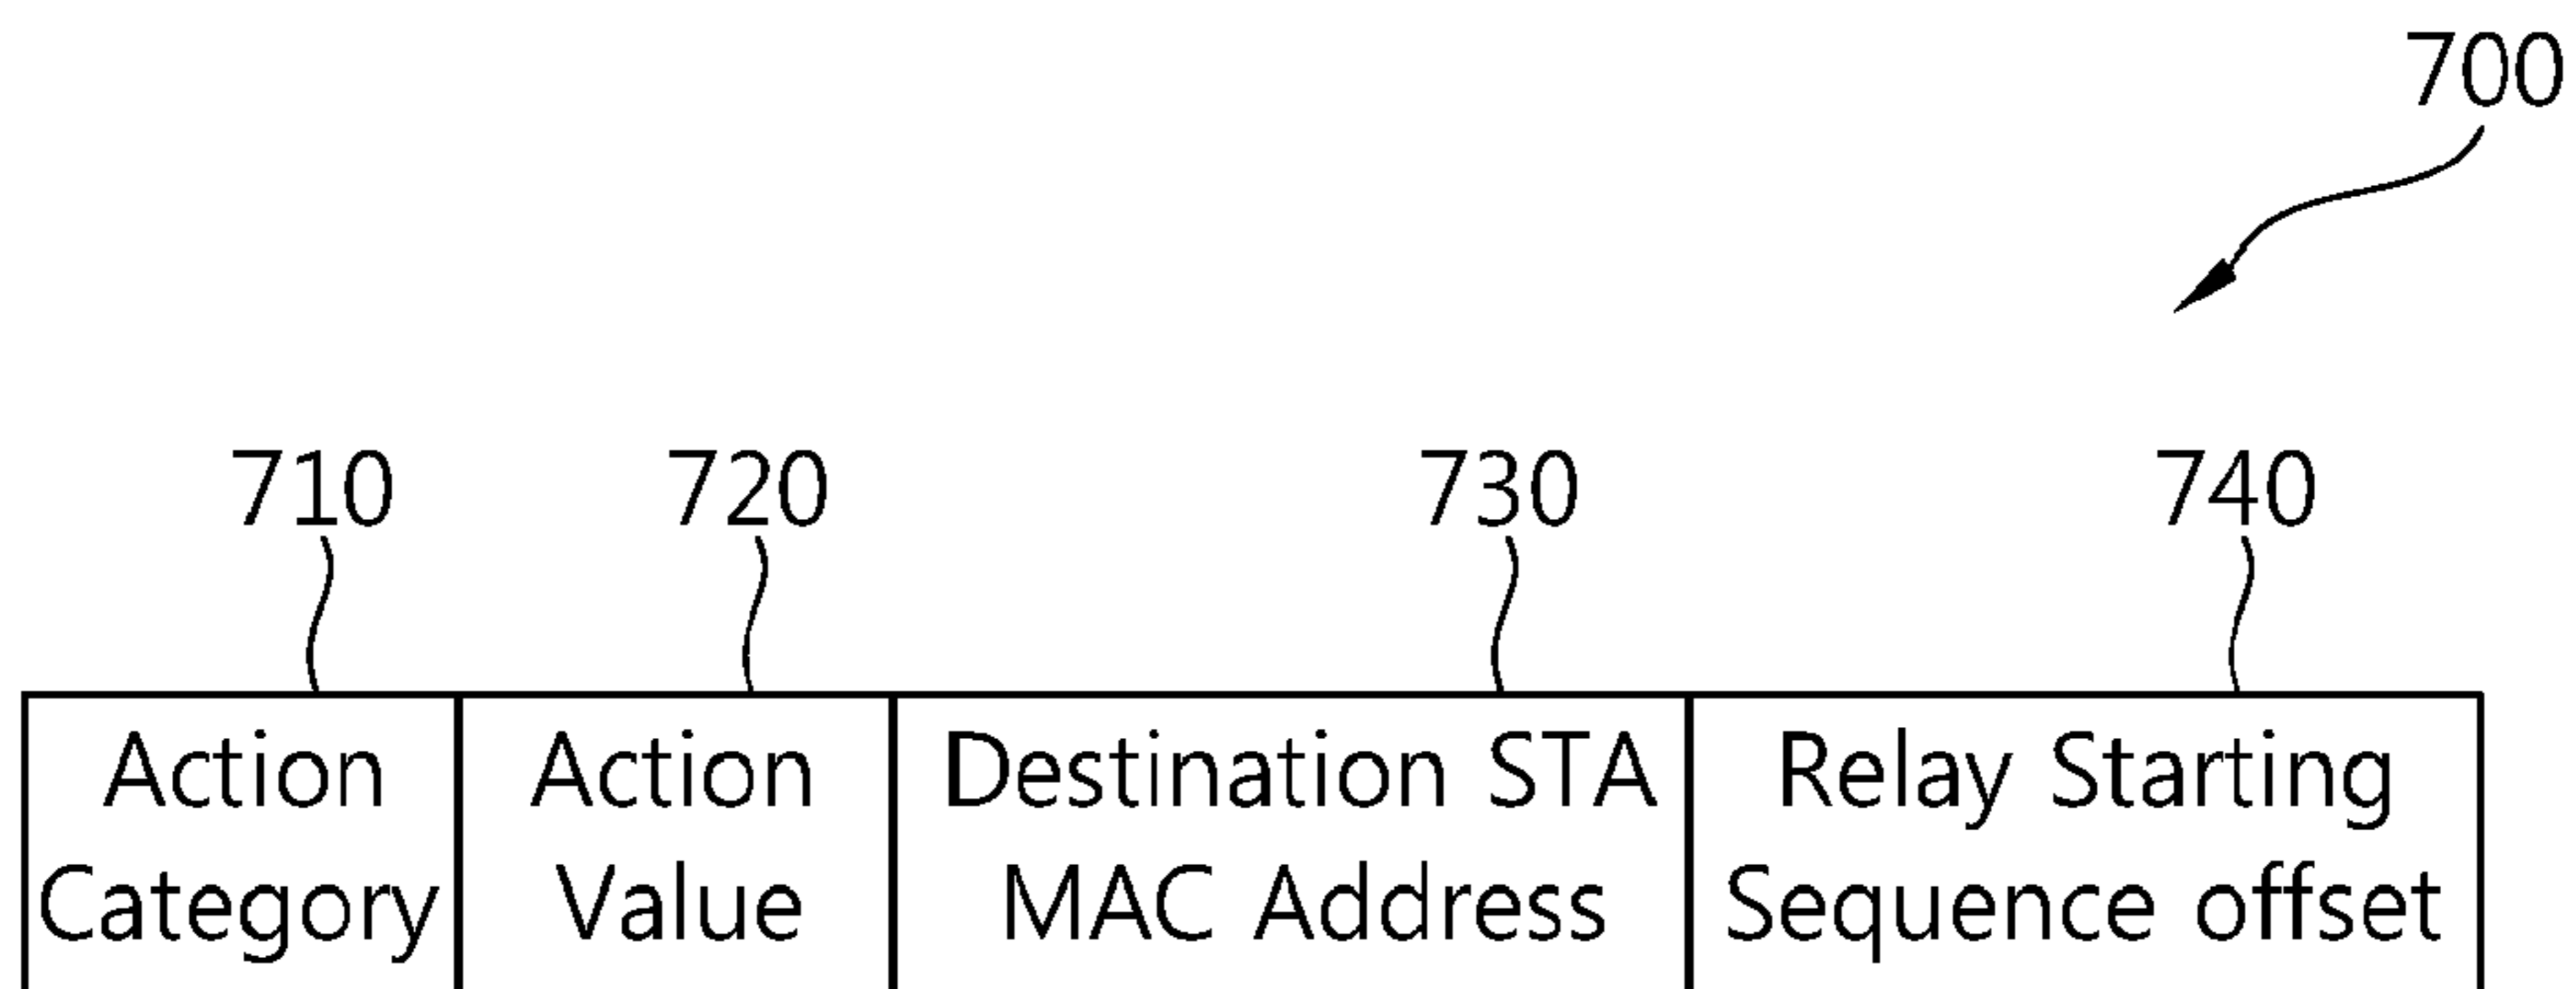 700
710 720 730 740
Action Category
Action Value
Destination STA MAC Address
Relay Starting Sequence offset